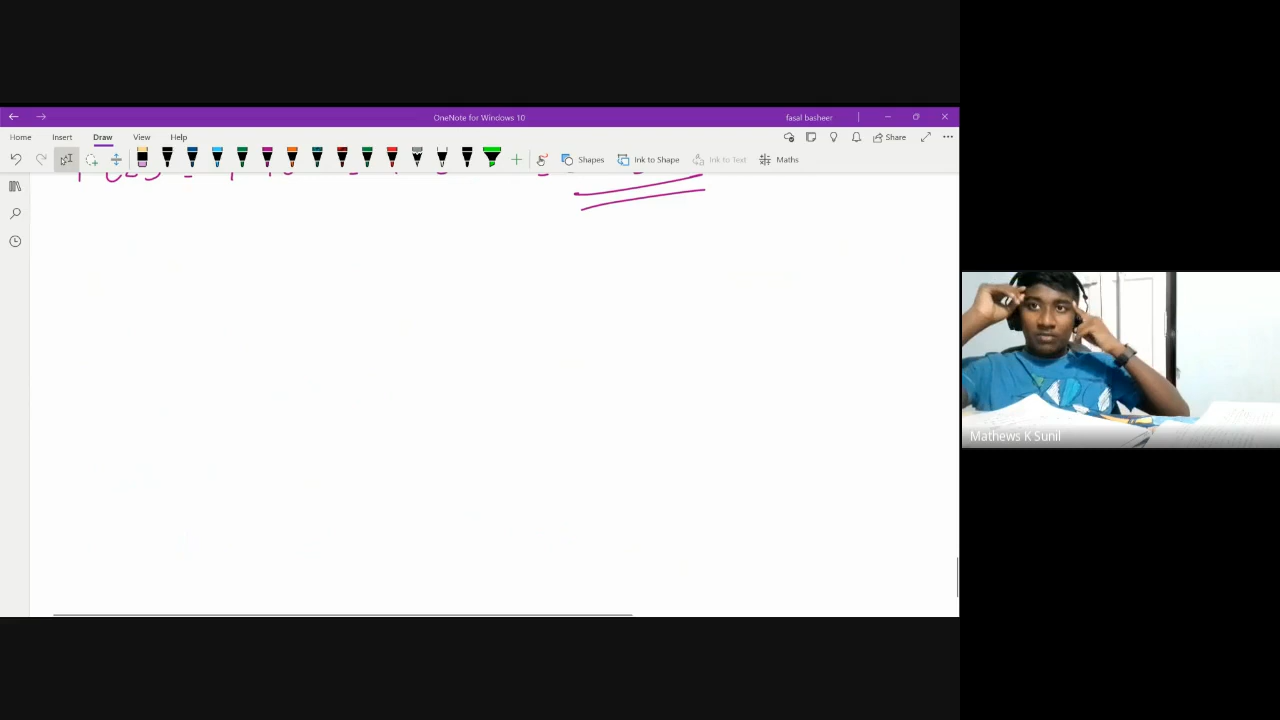 OneNote for Windows 10
fasal basheer
Home Insert Draw View Help
Share
Shapes Ink to Shape Ink to Text Maths
Mathews K Sunil